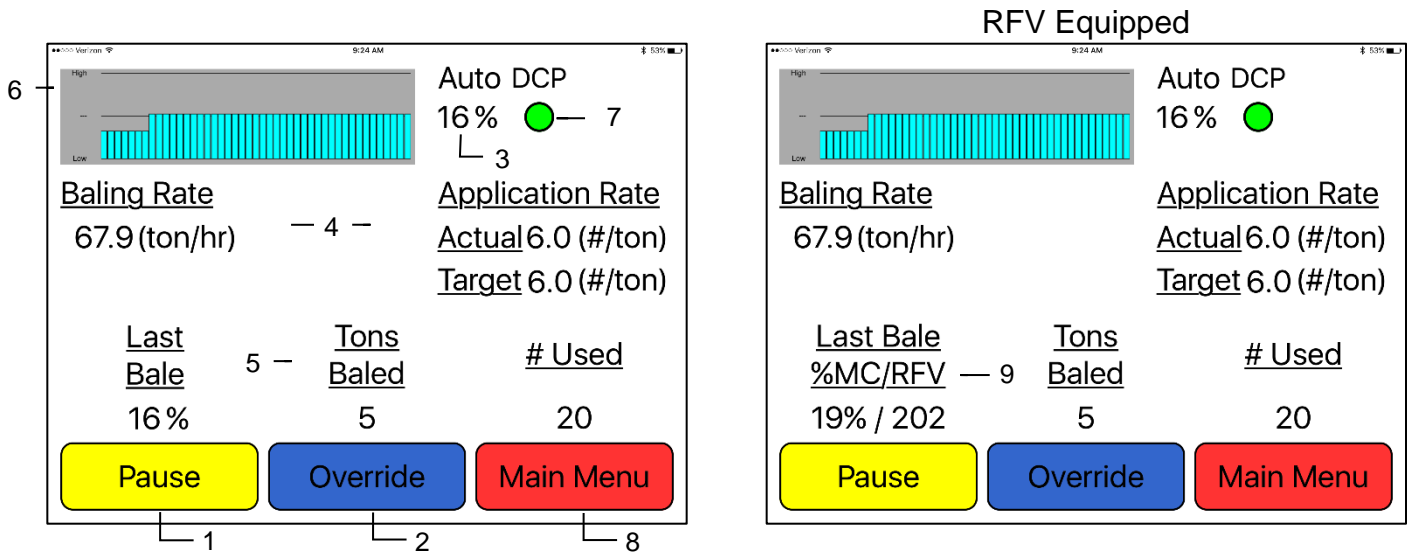 RFV Equipped
●●○○○ Verizon 9:24 AM 53%
6
High
–
Low
Auto DCP
16 % 7
3
Baling Rate
67.9 (ton/hr)
4
Application Rate
Actual 6.0 (#/ton)
Target 6.0 (#/ton)
Last
Bale
16 %
5
Tons
Baled
5
# Used
20
Pause
Override
Main Menu
1
2
8
●●○○○ Verizon 9:24 AM 53%
High
–
Low
Auto DCP
16 %
Baling Rate
67.9 (ton/hr)
Application Rate
Actual 6.0 (#/ton)
Target 6.0 (#/ton)
Last Bale
%MC/RFV
19% / 202
9
Tons
Baled
5
# Used
20
Pause
Override
Main Menu